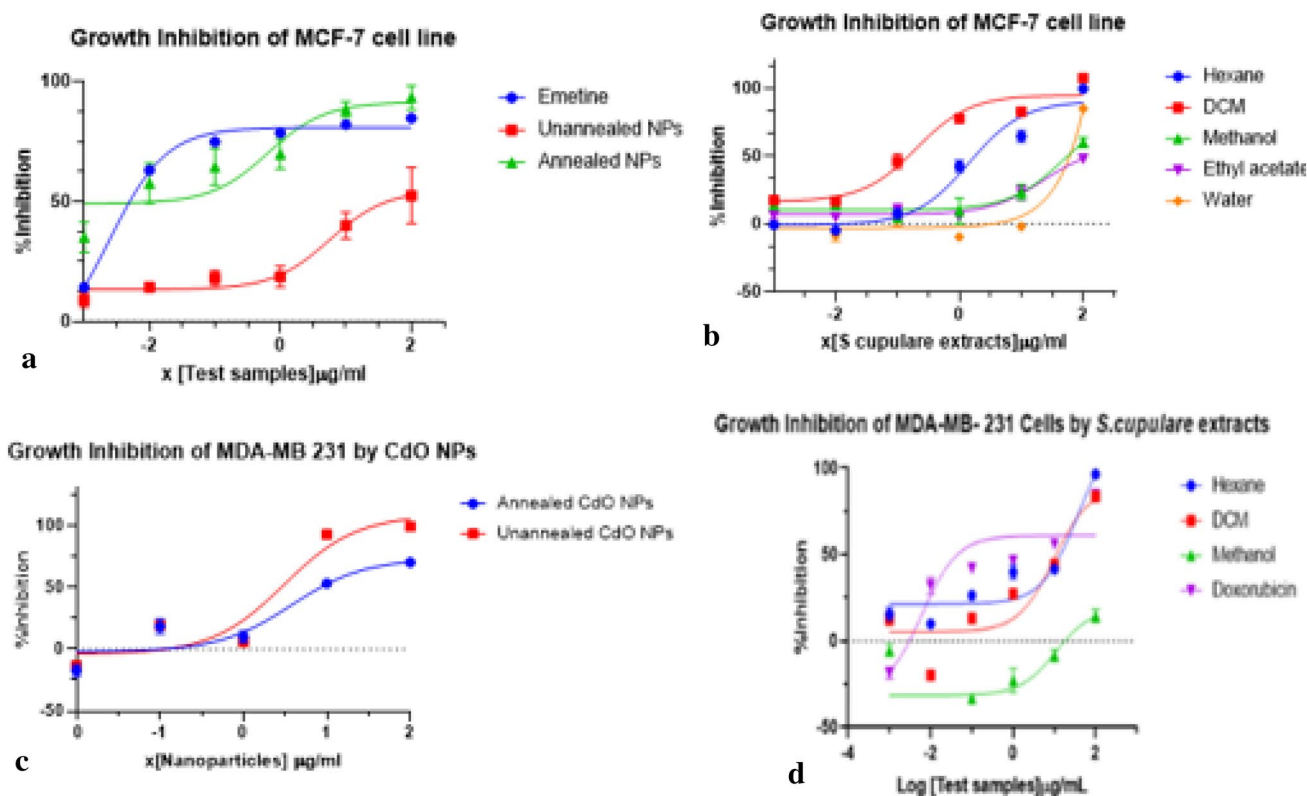 Growth Inhibition of MCF-7 cell line
100
50
0
%Inhibition
-2
0
2
x [Test samples]µg/ml
Emetine
Unannealed NPs
Annealed NPs
a
Growth Inhibition of MCF-7 cell line
100
50
0
-50
%Inhibition
-2
0
2
x[S cupulare extracts]µg/ml
Hexane
DCM
Methanol
Ethyl acetate
Water
b
Growth Inhibition of MDA-MB 231 by CdO NPs
100
50
0
-50
%Inhibition
0
-1
0
1
2
x[Nanoparticles] µg/ml
Annealed CdO NPs
Unannealed CdO NPs
c
Growth Inhibition of MDA-MB- 231 Cells by S.cupulare extracts
100
50
0
-50
%Inhibition
-4
-2
0
2
Log [Test samples]µg/mL
Hexane
DCM
Methanol
Doxorubicin
d